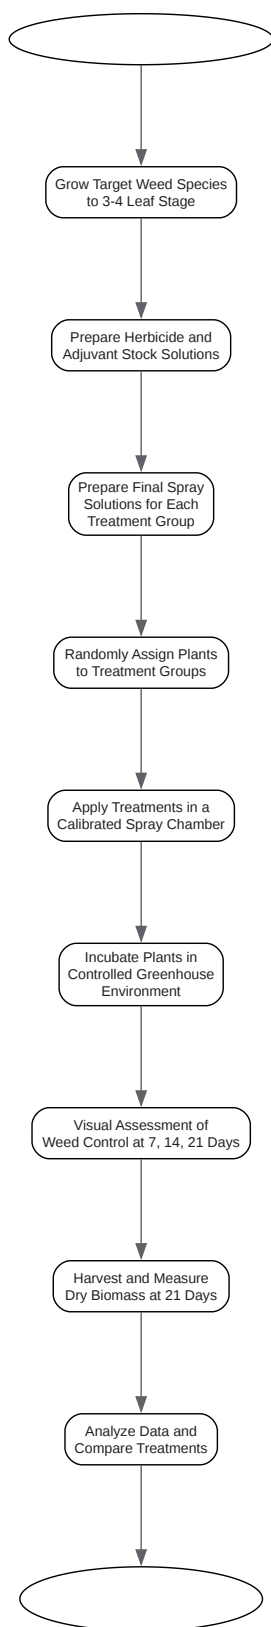 Grow Target Weed Species
to 3-4 Leaf Stage
Prepare Herbicide and
Adjuvant Stock Solutions
Prepare Final Spray
Solutions for Each
Treatment Group
Randomly Assign Plants
to Treatment Groups
Apply Treatments in a
Calibrated Spray Chamber
Incubate Plants in
Controlled Greenhouse
Environment
Visual Assessment of
Weed Control at 7, 14, 21 Days
Harvest and Measure
Dry Biomass at 21 Days
Analyze Data and
Compare Treatments